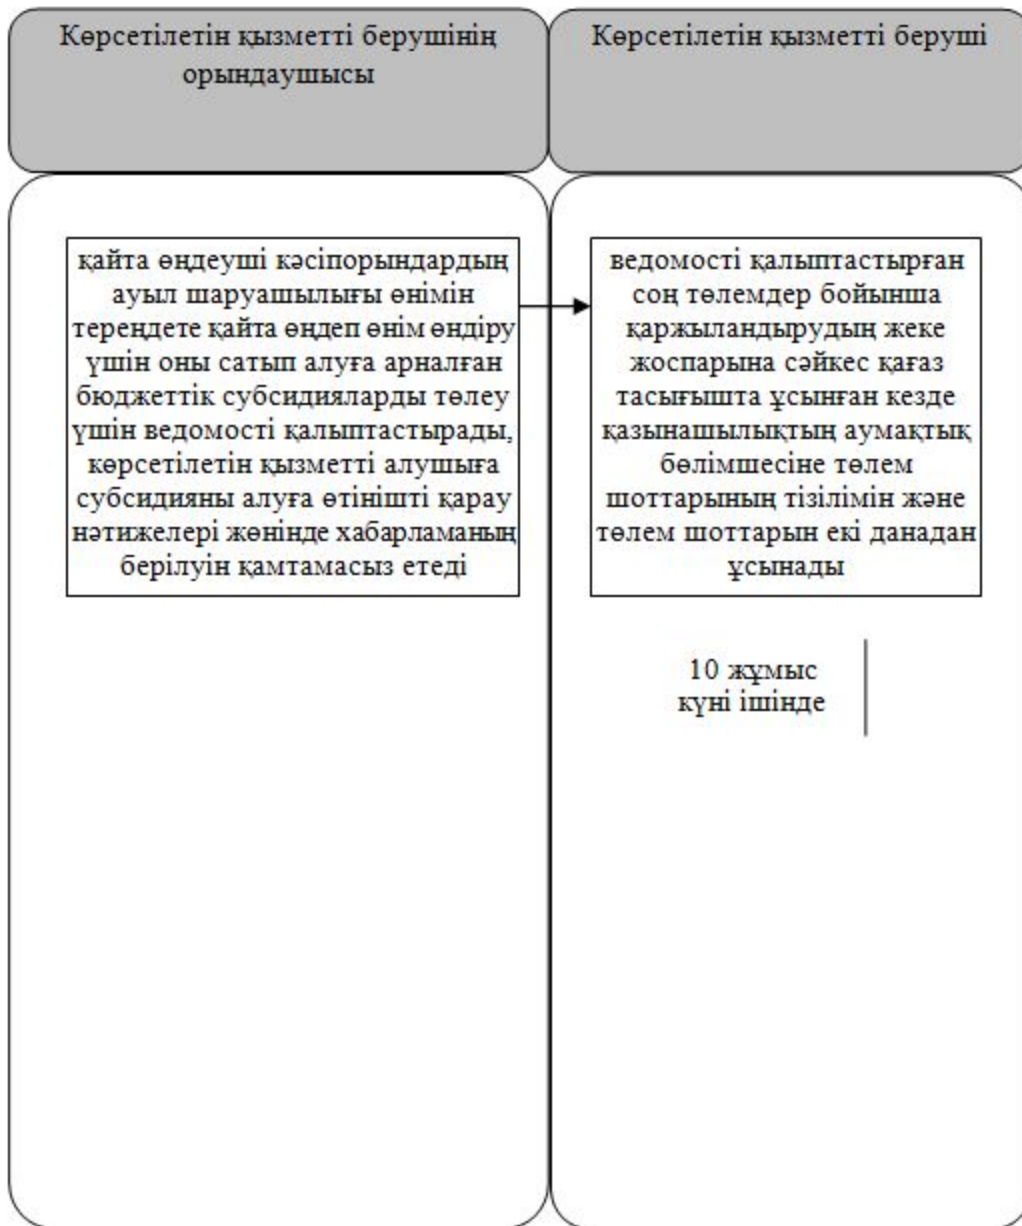 Көрсетілетін қызметті берушінің
орындаушысы
Көрсетілетін қызметті беруші
қайта өңдеуші кәсіпорындардың
ауыл шаруашылығы өнімін
тереңдете қайта өңдеп өнім өндіру
үшін оны сатып алуға арналған
бюджеттік субсидияларды төлеу
үшін ведомості қалыптастырады,
көрсетілетін қызметті алушыға
субсидияны алуға өтінішті қарау
нәтижелері жөнінде хабарламаның
берілуін қамтамасыз етеді
ведомості қалыптастырған
соң төлемдер бойынша
қаржыландырудың жеке
жоспарына сәйкес қағаз
тасығышта ұсынған кезде
қазынашылықтың аумақтық
бөлімшесіне төлем
шоттарының тізілімін және
төлем шоттарын екі данадан
ұсынады
10 жұмыс
күні ішінде